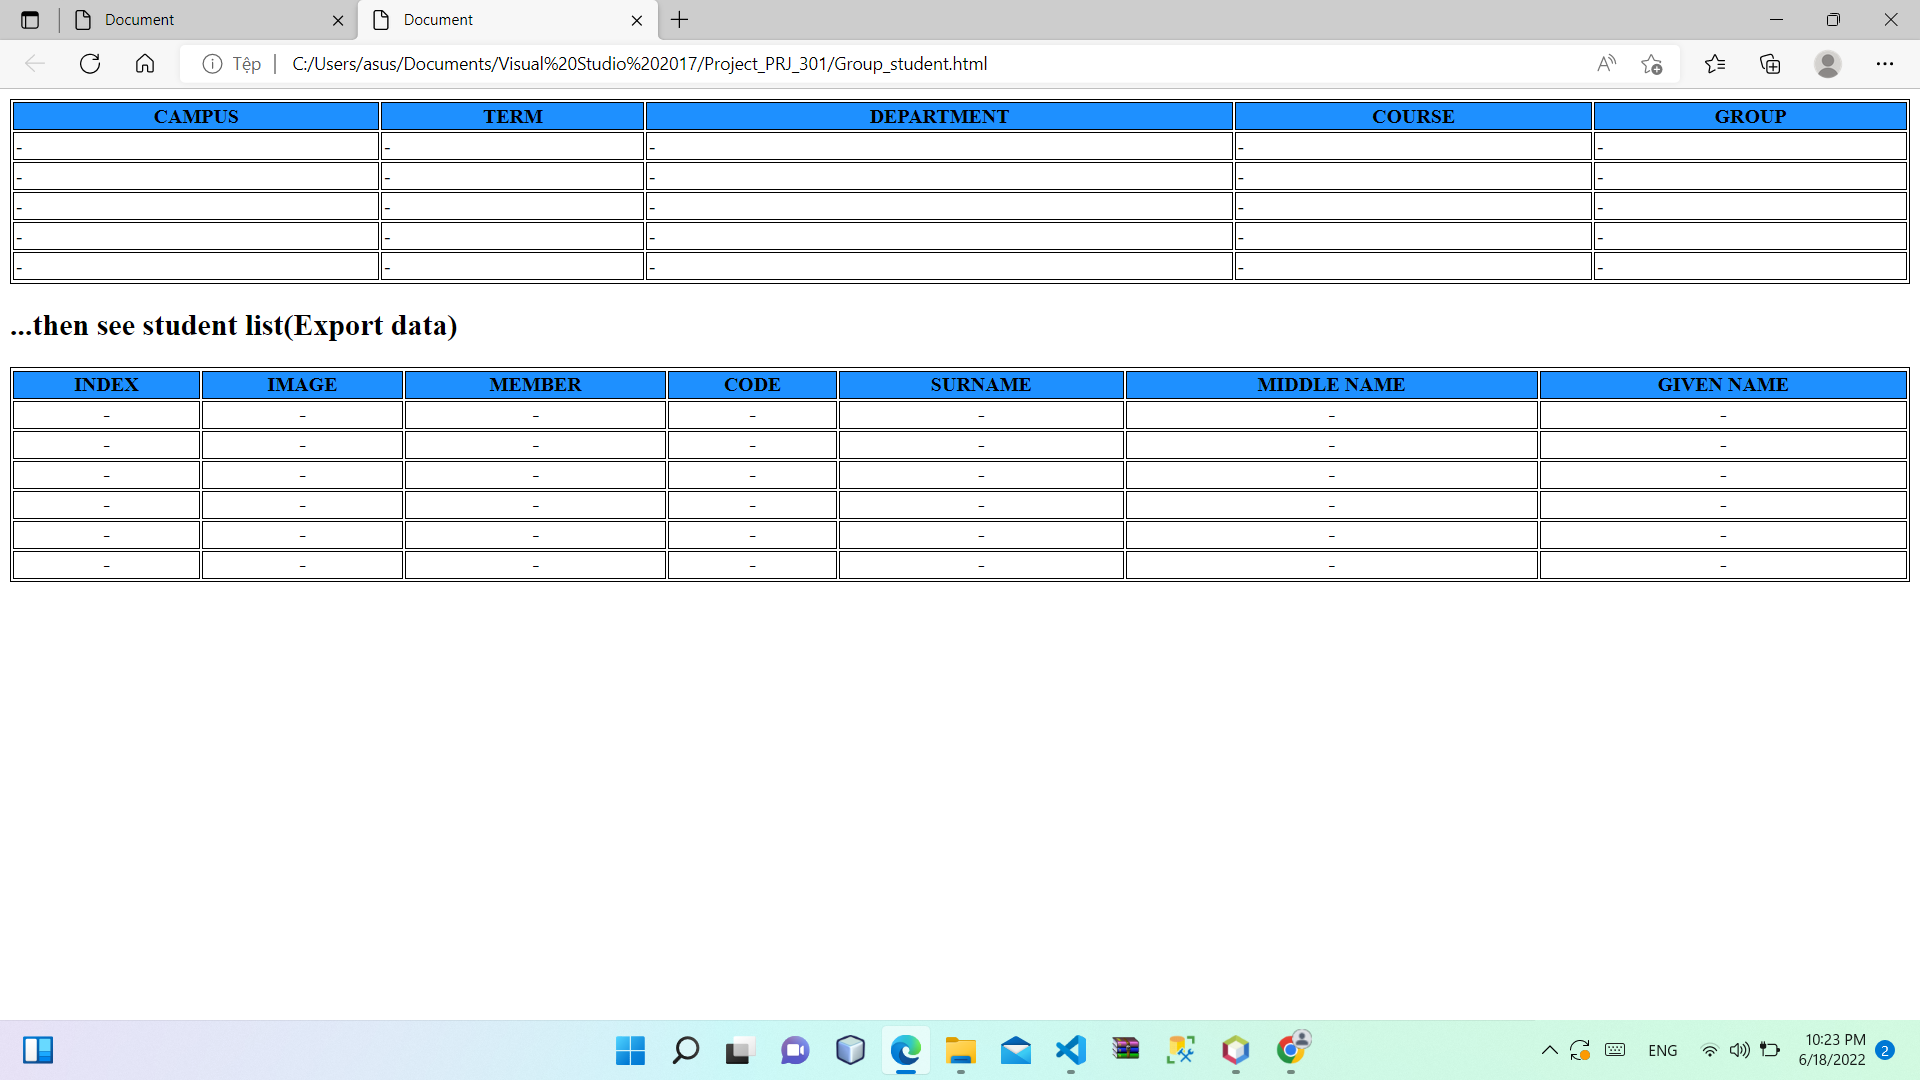 Document
Document
Tệp
C:/Users/asus/Documents/Visual%20Studio%202017/Project_PRJ_301/Group_student.html
CAMPUS TERM DEPARTMENT COURSE GROUP
- - - - -
- - - - -
- - - - -
- - - - -
- - - - -
...then see student list(Export data)
INDEX IMAGE MEMBER CODE SURNAME MIDDLE NAME GIVEN NAME
- - - - - - -
- - - - - - -
- - - - - - -
- - - - - - -
- - - - - - -
- - - - - - -
ENG
10:23 PM
6/18/2022
2